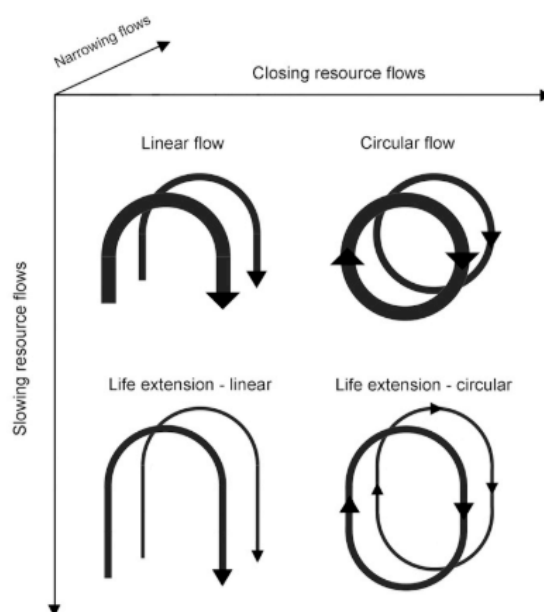 Narrowing flows
Closing resource flows
Linear flow
Circular flow
Slowing resource flows
Life extension - linear
Life extension - circular